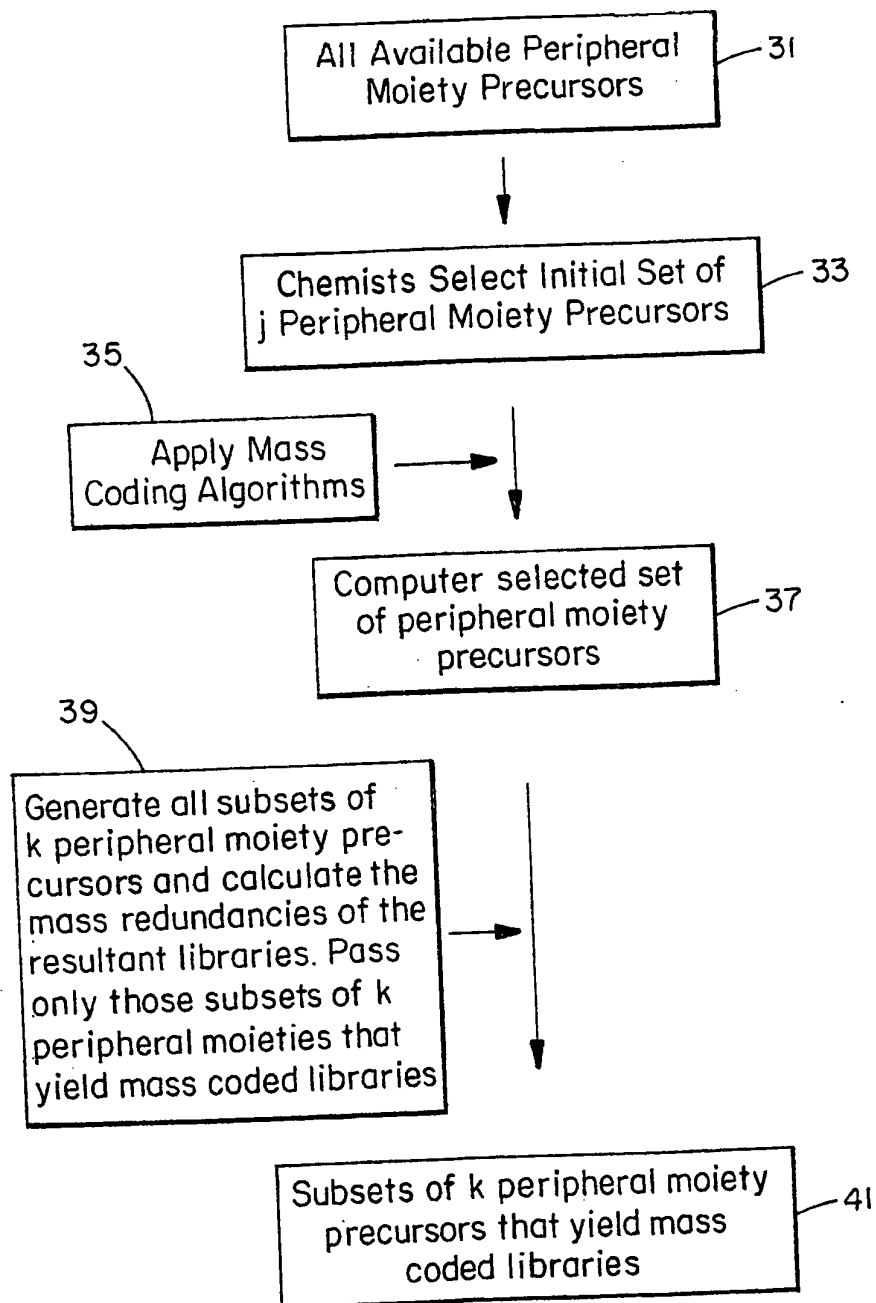 All Available Peripheral
Moiety Precursors
31
Chemists Select Initial Set of
j Peripheral Moiety Precursors
33
35
Apply Mass
Coding Algorithms
Computer selected set
of peripheral moiety
precursors
37
39
Generate all subsets of
k peripheral moiety pre-
cursors and calculate the
mass redundancies of the
resultant libraries. Pass
only those subsets of k
peripheral moieties that
yield mass coded libraries
Subsets of k peripheral moiety
precursors that yield mass
coded libraries
41